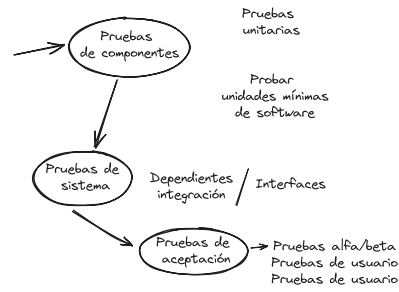 Pruebas
de componentes
Pruebas
unitarias
Probar
unidades mínimas
de software
Pruebas de
sistema
Dependientes
integración
/
Interfaces
Pruebas de
aceptación
Pruebas alfa/beta
Pruebas de usuario
Pruebas de usuario